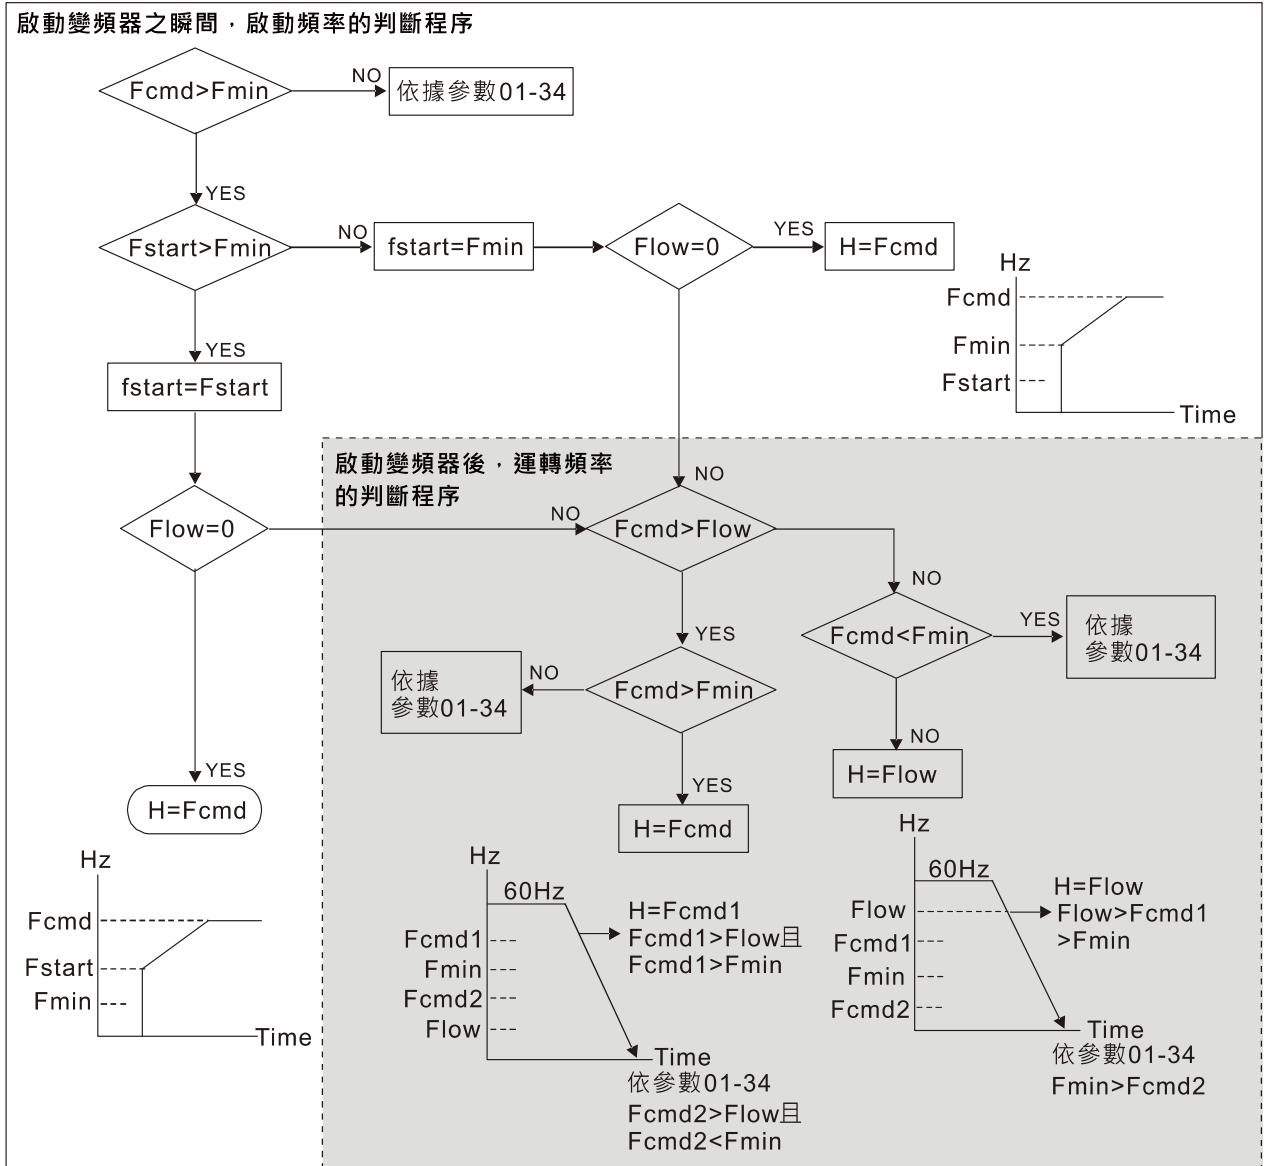 啟動變頻器之瞬間，啟動頻率的判斷程序
Fcmd>Fmin
NO
依據參數01-34
YES
Fstart>Fmin
NO
fstart=Fmin
Flow=0
YES
H=Fcmd
Hz
Fcmd
Fmin
Fstart
Time
YES
fstart=Fstart
啟動變頻器後，運轉頻率
的判斷程序
NO
Flow=0
NO
Fcmd>Flow
NO
YES
Fcmd<Fmin
YES
依據
參數01-34
Fcmd>Fmin
NO
依據
參數01-34
NO
H=Flow
YES
H=Fcmd
YES
H=Fcmd
Hz
Fcmd
Fstart
Fmin
Time
Hz
60Hz
Fcmd1
Fmin
Fcmd2
Flow
H=Fcmd1
Fcmd1>Flow且
Fcmd1>Fmin
Time
依參數01-34
Fcmd2>Flow且
Fcmd2<Fmin
Hz
60Hz
Flow
Fcmd1
Fmin
Fcmd2
H=Flow
Flow>Fcmd1
>Fmin
Time
依參數01-34
Fmin>Fcmd2